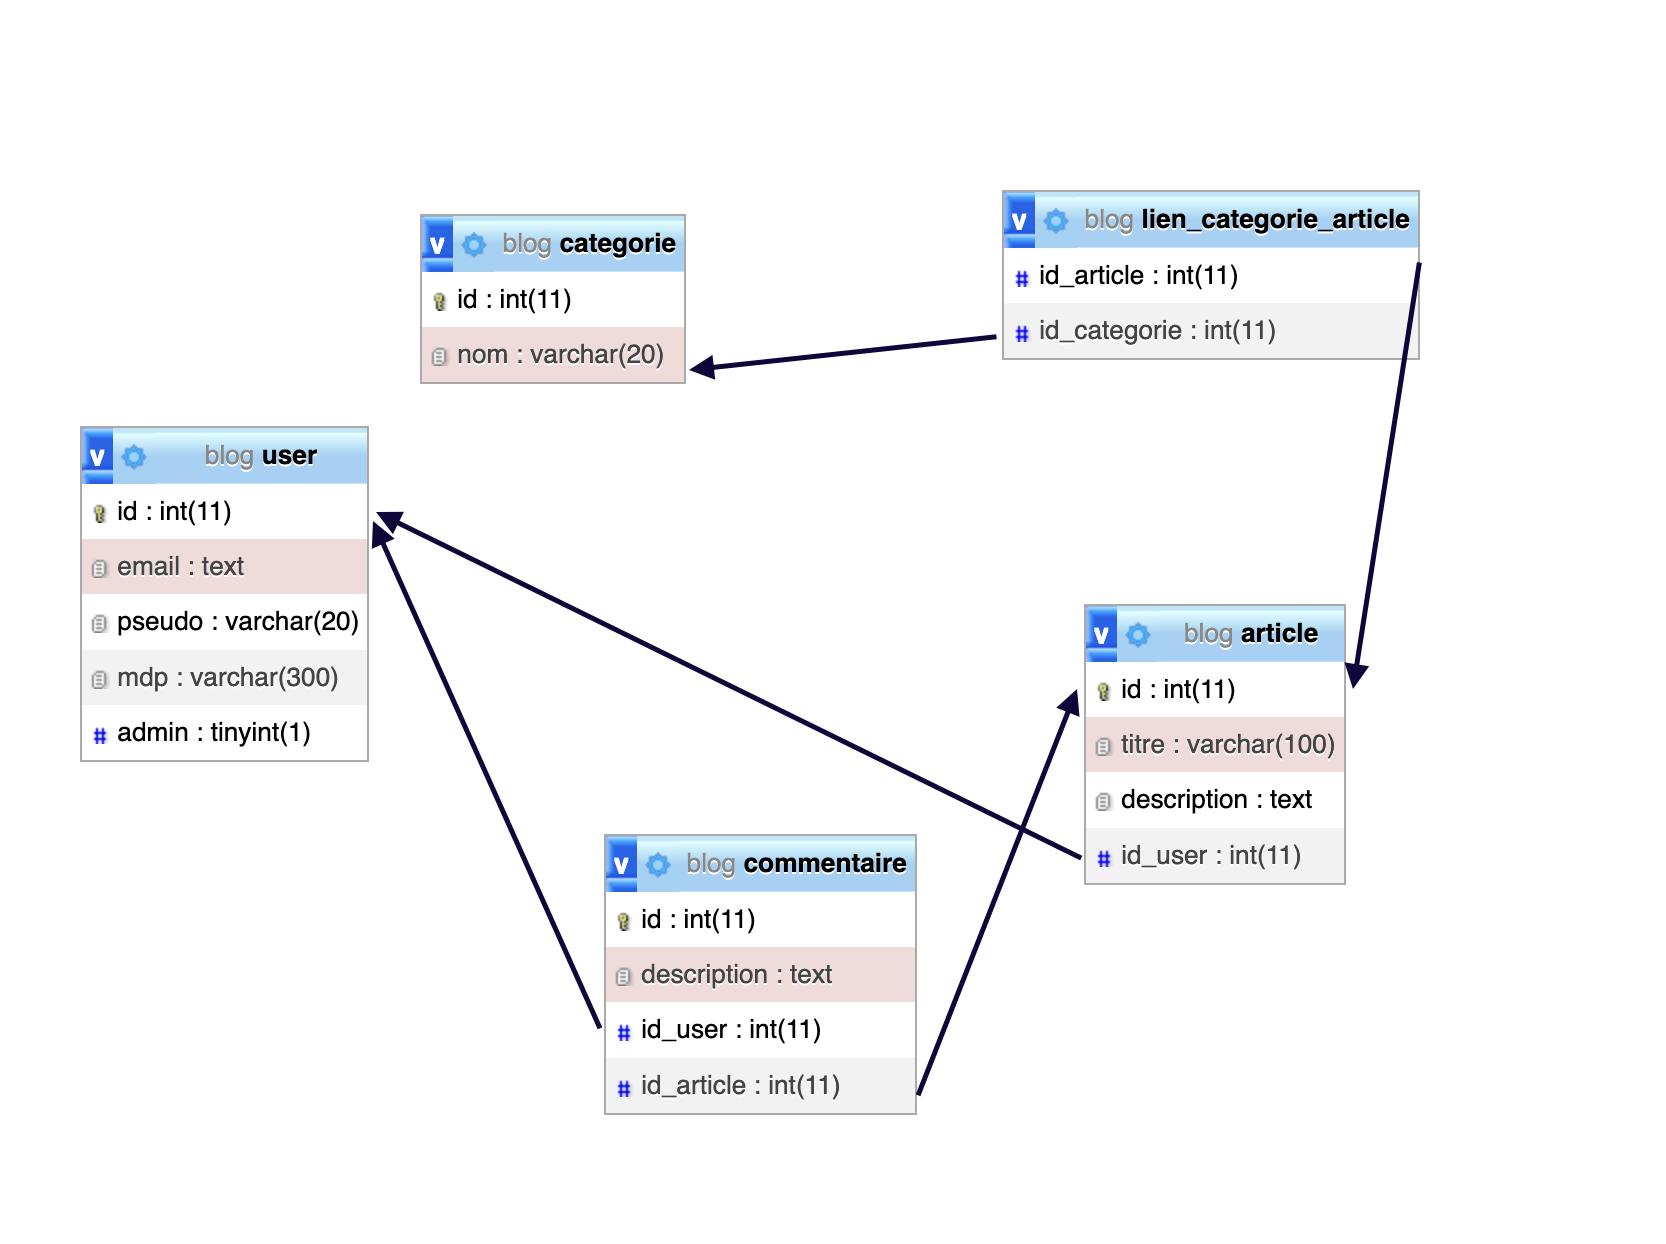 v blog categorie
id : int(11)
nom : varchar(20)
v blog lien_categorie_article
# id_article : int(11)
# id_categorie : int(11)
v blog user
id : int(11)
email : text
pseudo : varchar(20)
mdp : varchar(300)
# admin : tinyint(1)
v blog article
id : int(11)
titre : varchar(100)
description : text
# id_user : int(11)
v blog commentaire
id : int(11)
description : text
# id_user : int(11)
# id_article : int(11)